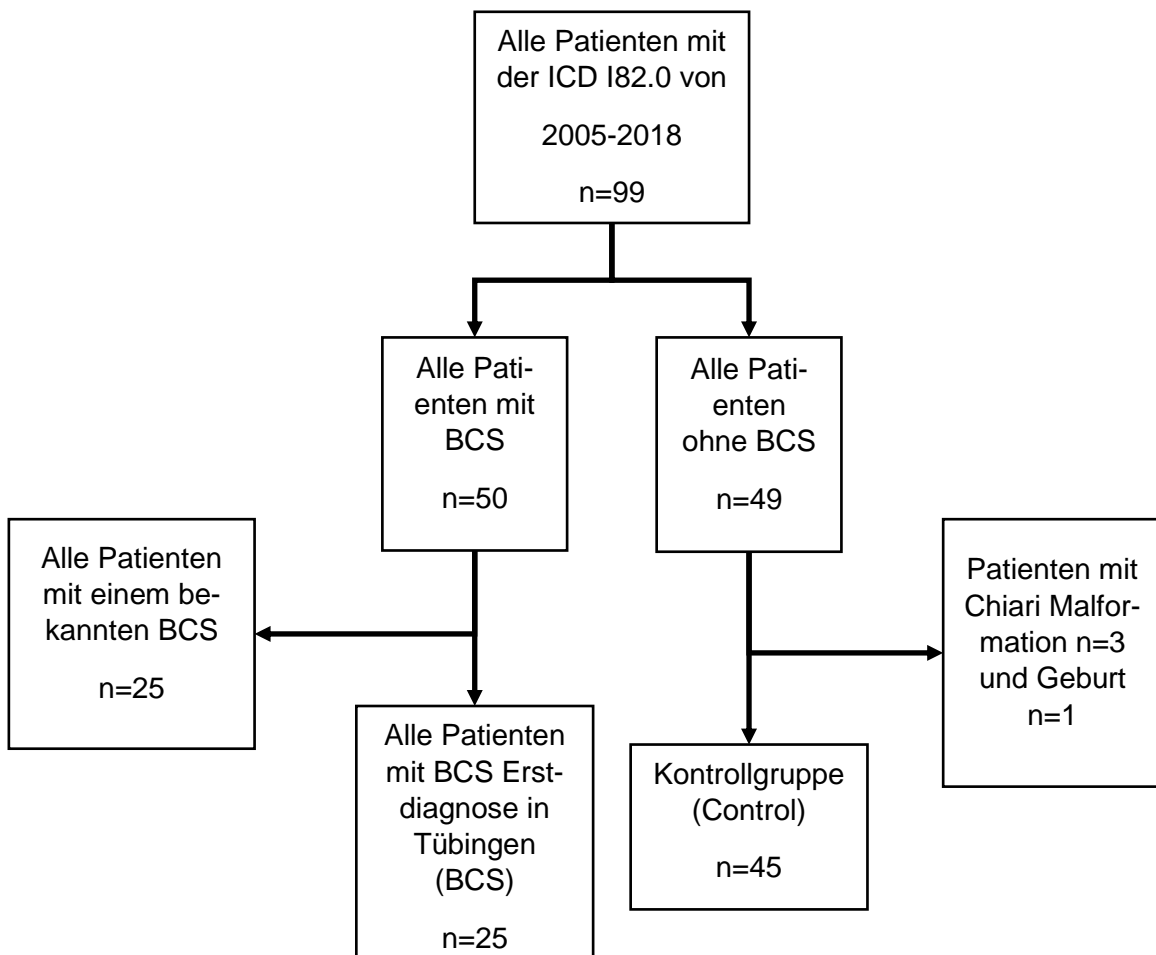 Alle Patienten mit
der ICD I82.0 von
2005-2018
n=99
Alle Pati-
enten mit
BCS
n=50
Alle Pati-
enten
ohne BCS
n=49
Alle Patienten
mit einem be-
kannten BCS
n=25
Patienten mit
Chiari Malfor-
mation n=3
und Geburt
n=1
Alle Patienten
mit BCS Erst-
diagnose in
Tübingen
(BCS)
n=25
Kontrollgruppe
(Control)
n=45